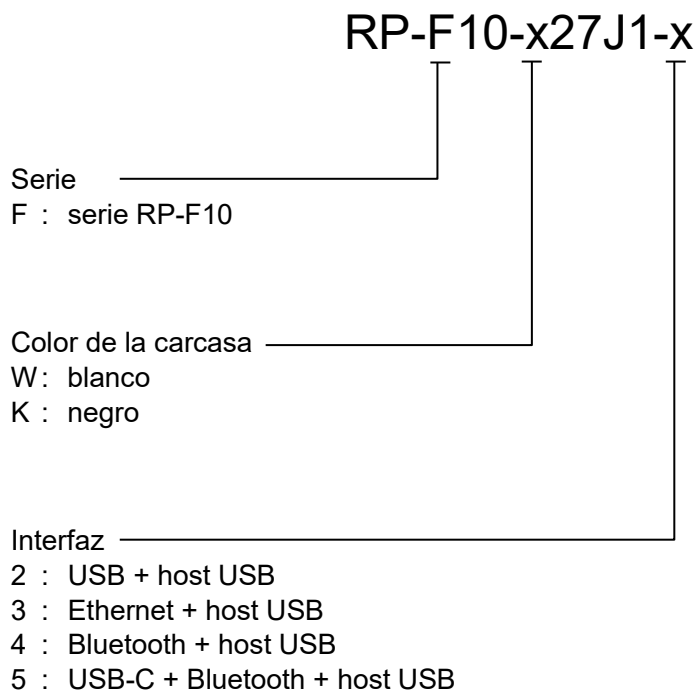 RP-F10-x27J1-x
Serie
F : serie RP-F10
Color de la carcasa
W : blanco
K : negro
Interfaz
2 : USB + host USB
3 : Ethernet + host USB
4 : Bluetooth + host USB
5 : USB-C + Bluetooth + host USB